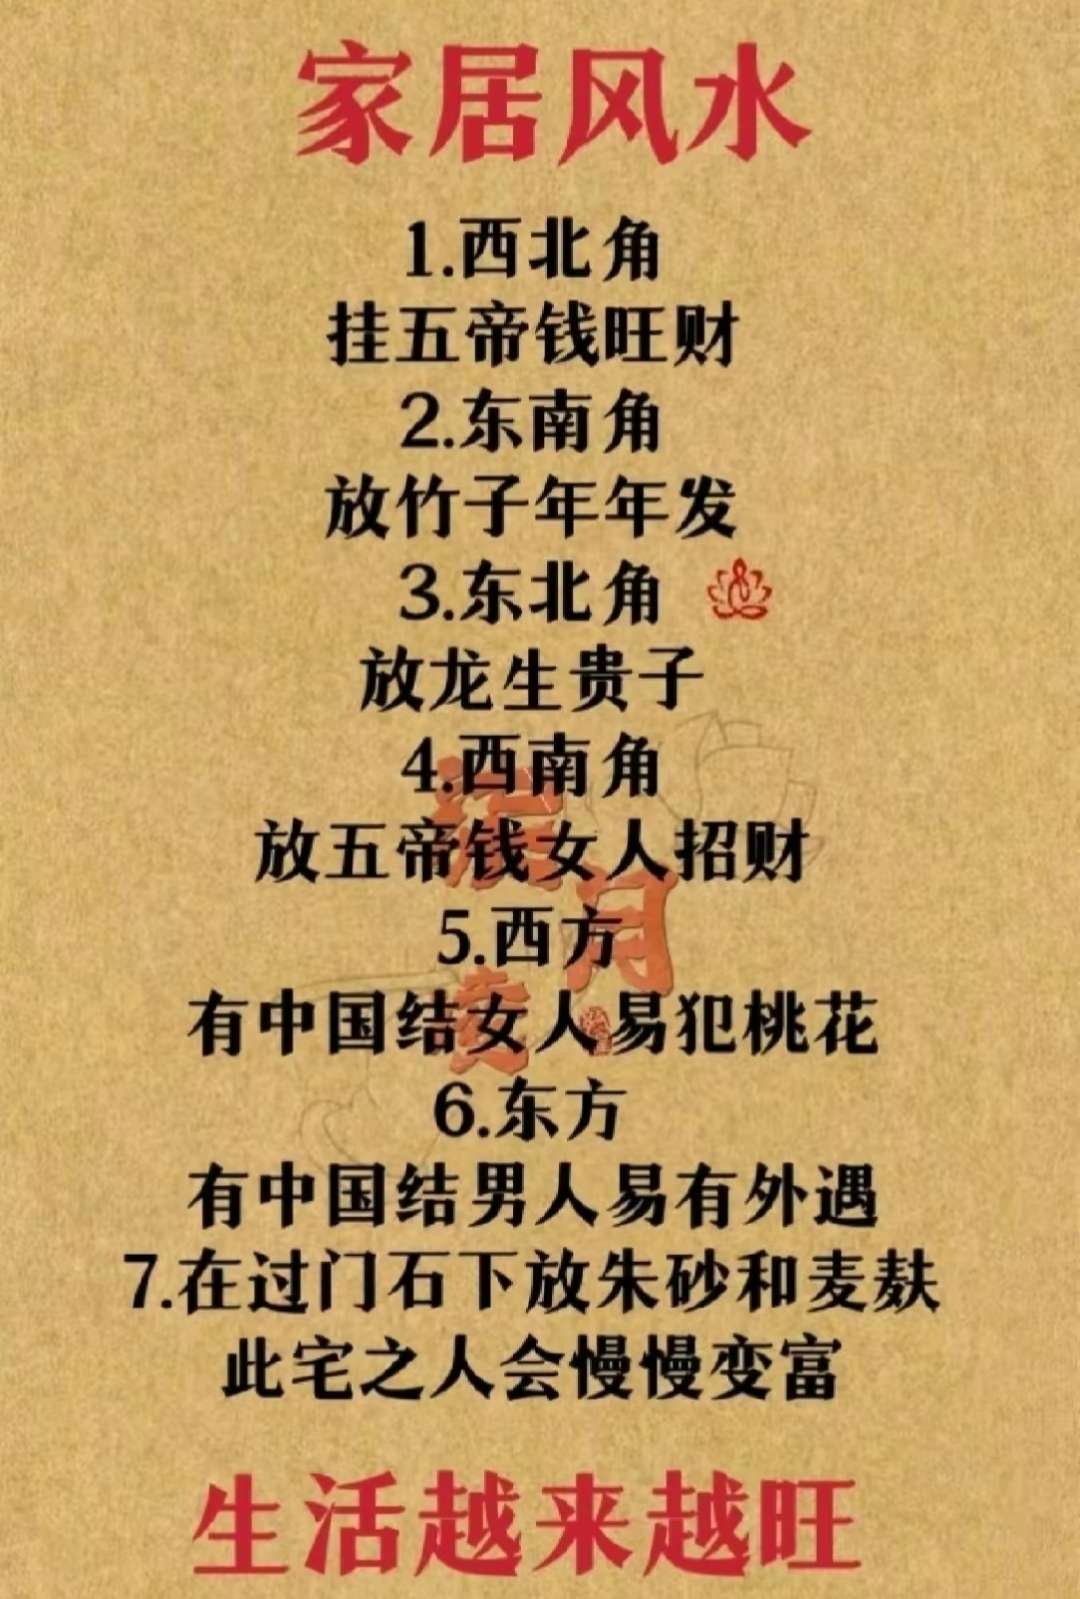 家居风水
1.西北角
挂五帝钱旺财
2.东南角
放竹子年年发
3.东北角
放龙生贵子
4.西南角
放五帝钱女人招财
5.西方
有中国结女人易犯桃花
6.东方
有中国结男人易有外遇
7.在过门石下放朱砂和麦麸
此宅之人会慢慢变富
生活越来越旺